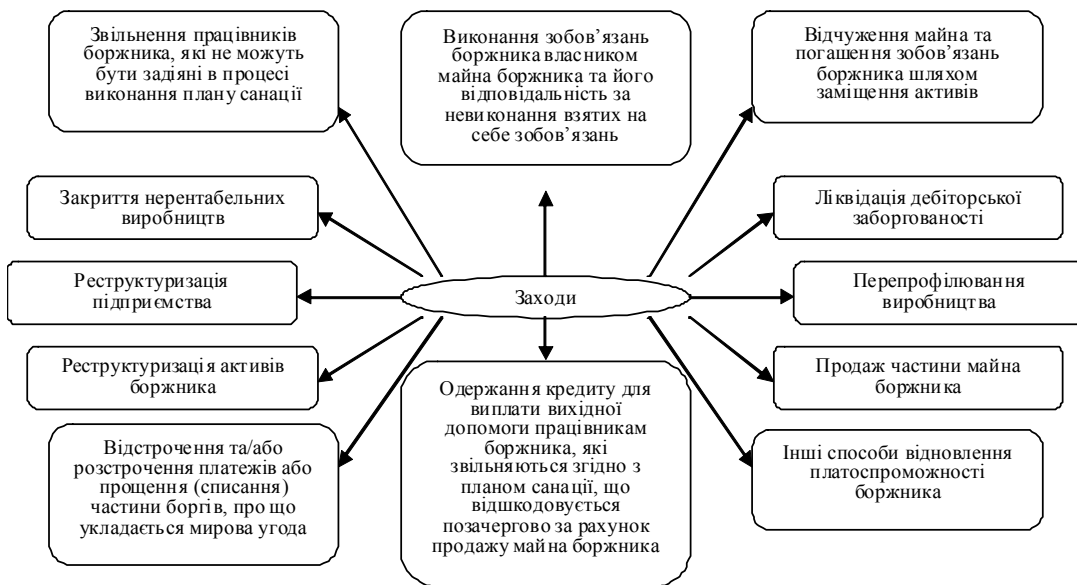 Звільнення працівників
боржника, які не можуть
бути задіяні в процесі
виконання плану санації
Виконання зобов’язань
боржника власником
майна боржника та його
відповідальність за
невиконання взятих на
себе зобов’язань
Відчуження майна та
погашення зобов’язань
боржника шляхом
заміщення активів
Закриття нерентабельних
виробництв
Ліквідація дебіторської
заборгованості
Реструктуризація
підприємства
Заходи
Перепрофілювання
виробництва
Реструктуризація активів
боржника
Продаж частини майна
боржника
Відстрочення та/або
розстрочення платежів або
прощення (списання)
частини боргів, про що
укладається мирова угода
Одержання кредиту для
виплати вихідної
допомоги працівникам
боржника, які
звільняються згідно з
планом санації, що
відшкодовується
позачергово за рахунок
продажу майна боржника
Інші способи відновлення
платоспроможності
боржника